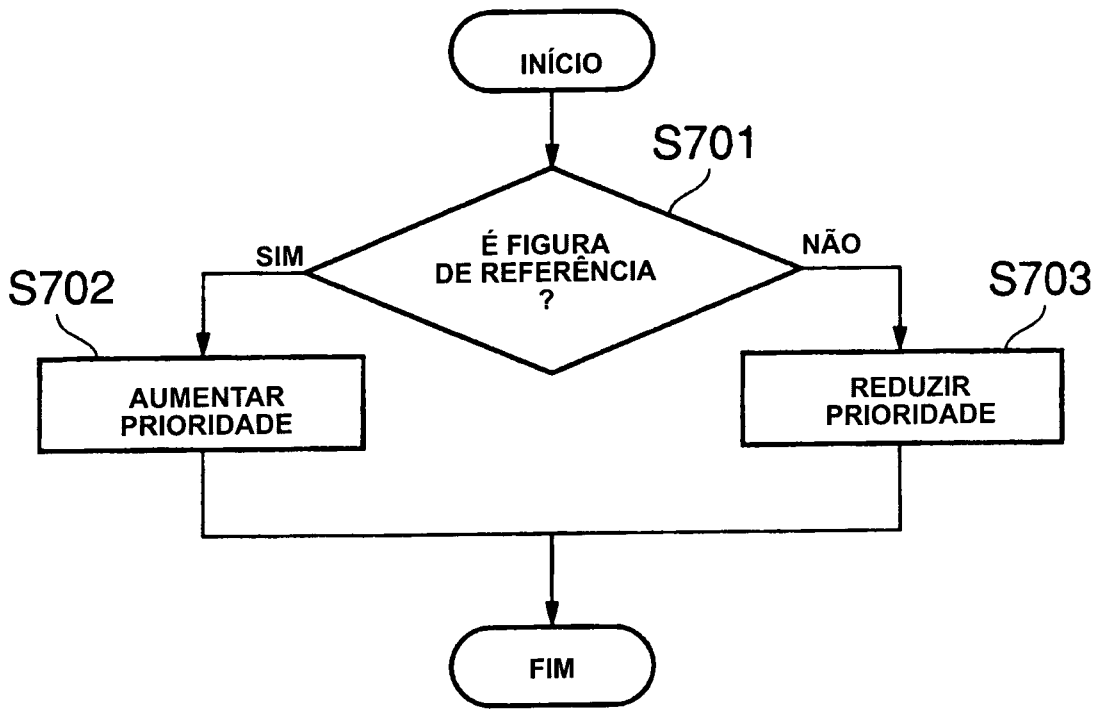 INÍCIO
S701
É FIGURA
DE REFERÊNCIA
?
SIM
NÃO
S702
AUMENTAR
PRIORIDADE
S703
REDUZIR
PRIORIDADE
FIM